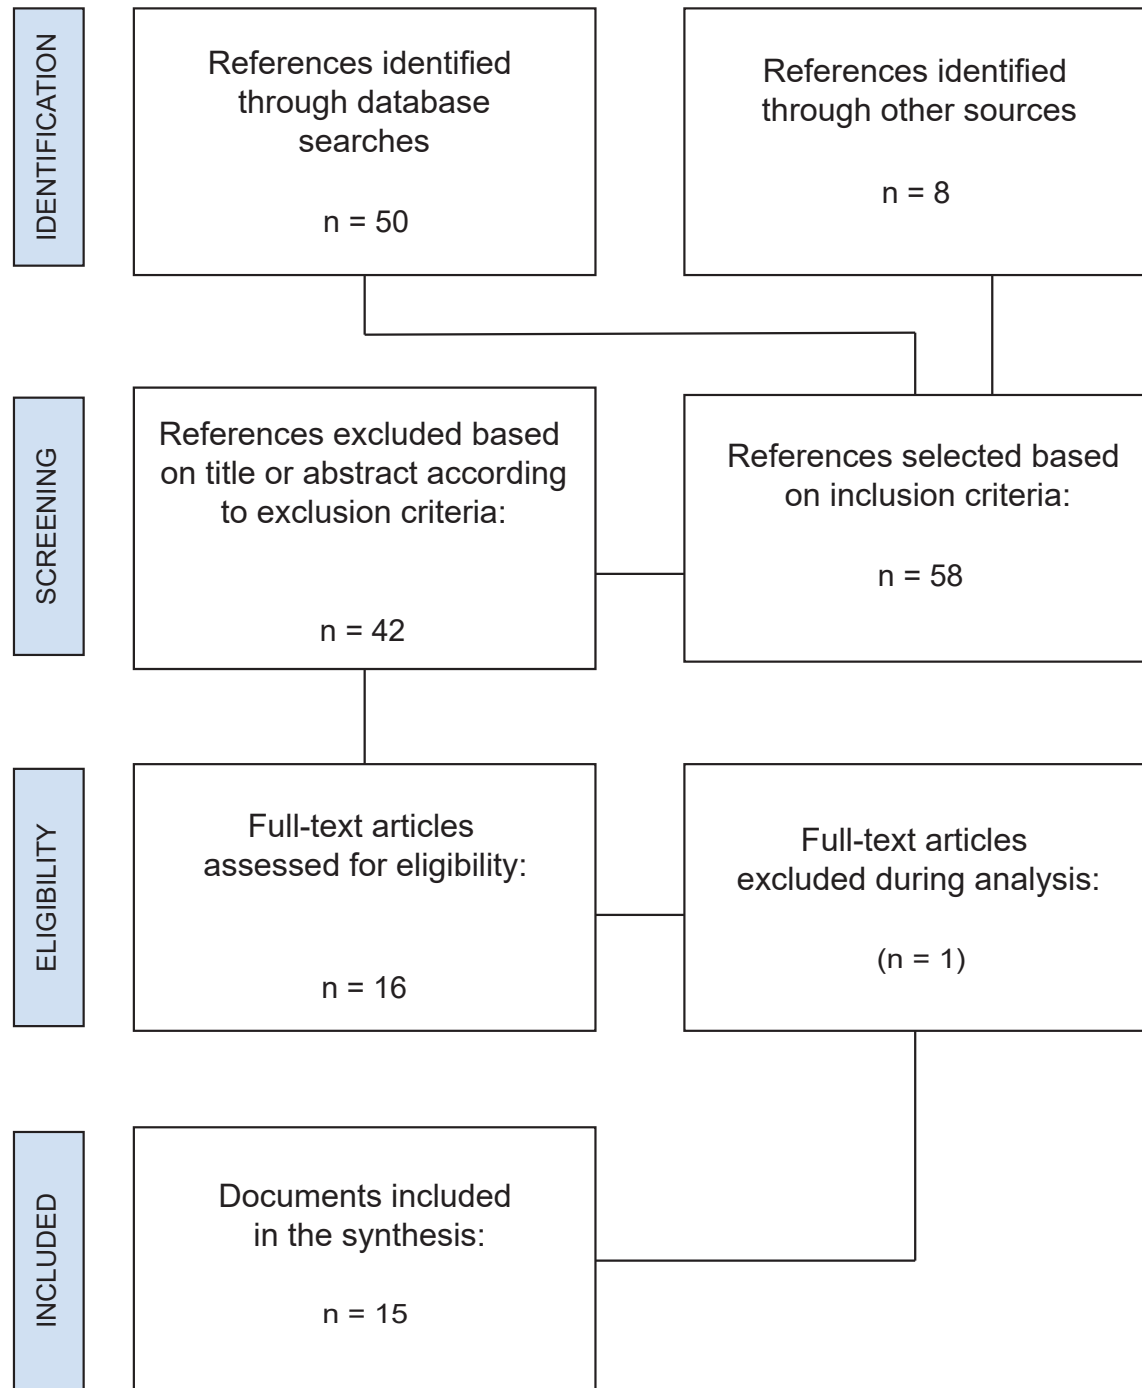 IDENTIFICATION
References identified
through database
searches
n = 50
References identified
through other sources
n = 8
SCREENING
References excluded based
on title or abstract according
to exclusion criteria:
n = 42
References selected based
on inclusion criteria:
n = 58
ELIGIBILITY
Full-text articles
assessed for eligibility:
n = 16
Full-text articles
excluded during analysis:
(n = 1)
INCLUDED
Documents included
in the synthesis:
n = 15